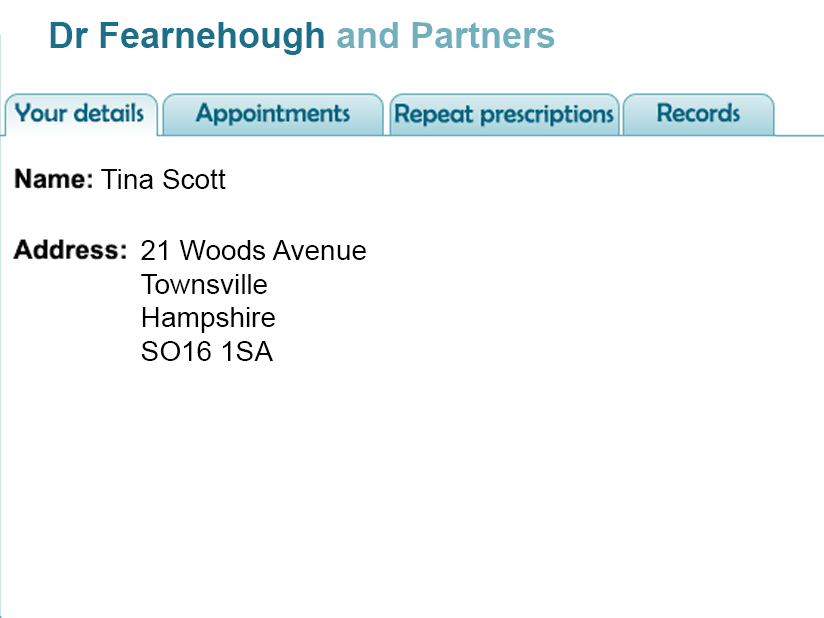 Dr Fearnehough and Partners
Your details Appointments Repeat prescriptions Records
Name: Tina Scott
Address: 21 Woods Avenue
Townsville
Hampshire
SO16 1SA